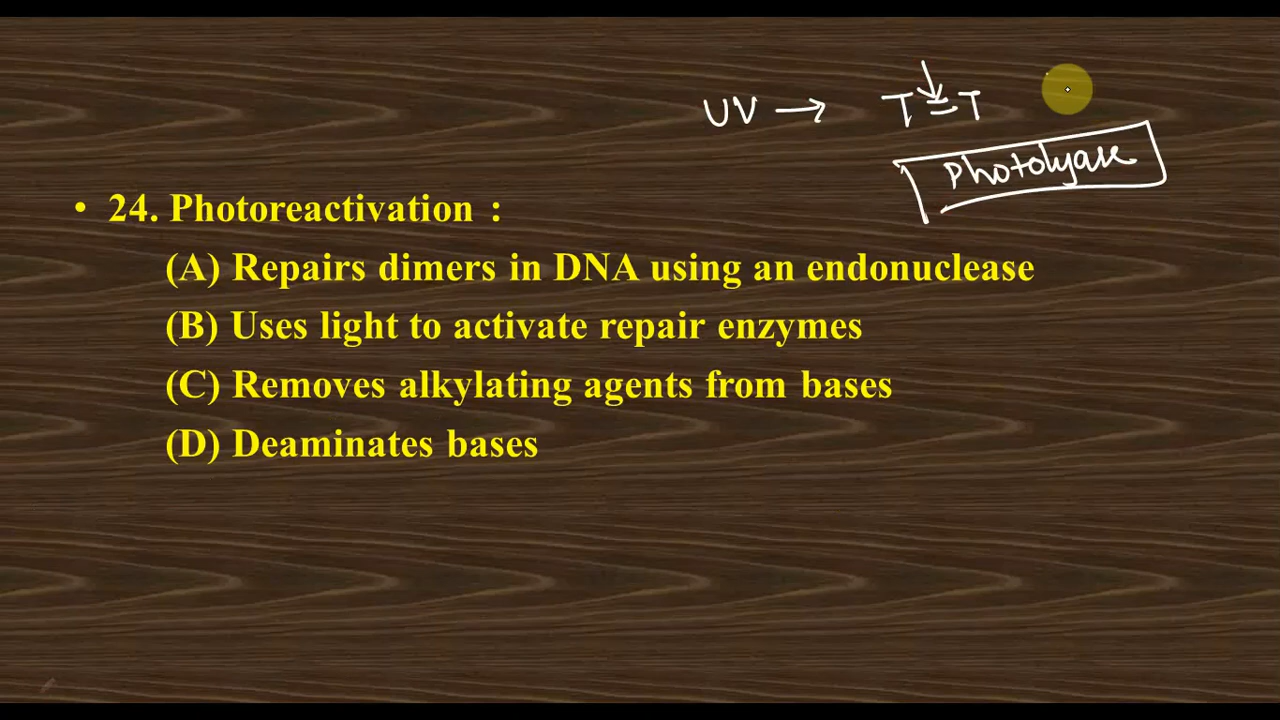 UV → T = T
Photolyase
• 24. Photoreactivation :
(A) Repairs dimers in DNA using an endonuclease
(B) Uses light to activate repair enzymes
(C) Removes alkylating agents from bases
(D) Deaminates bases